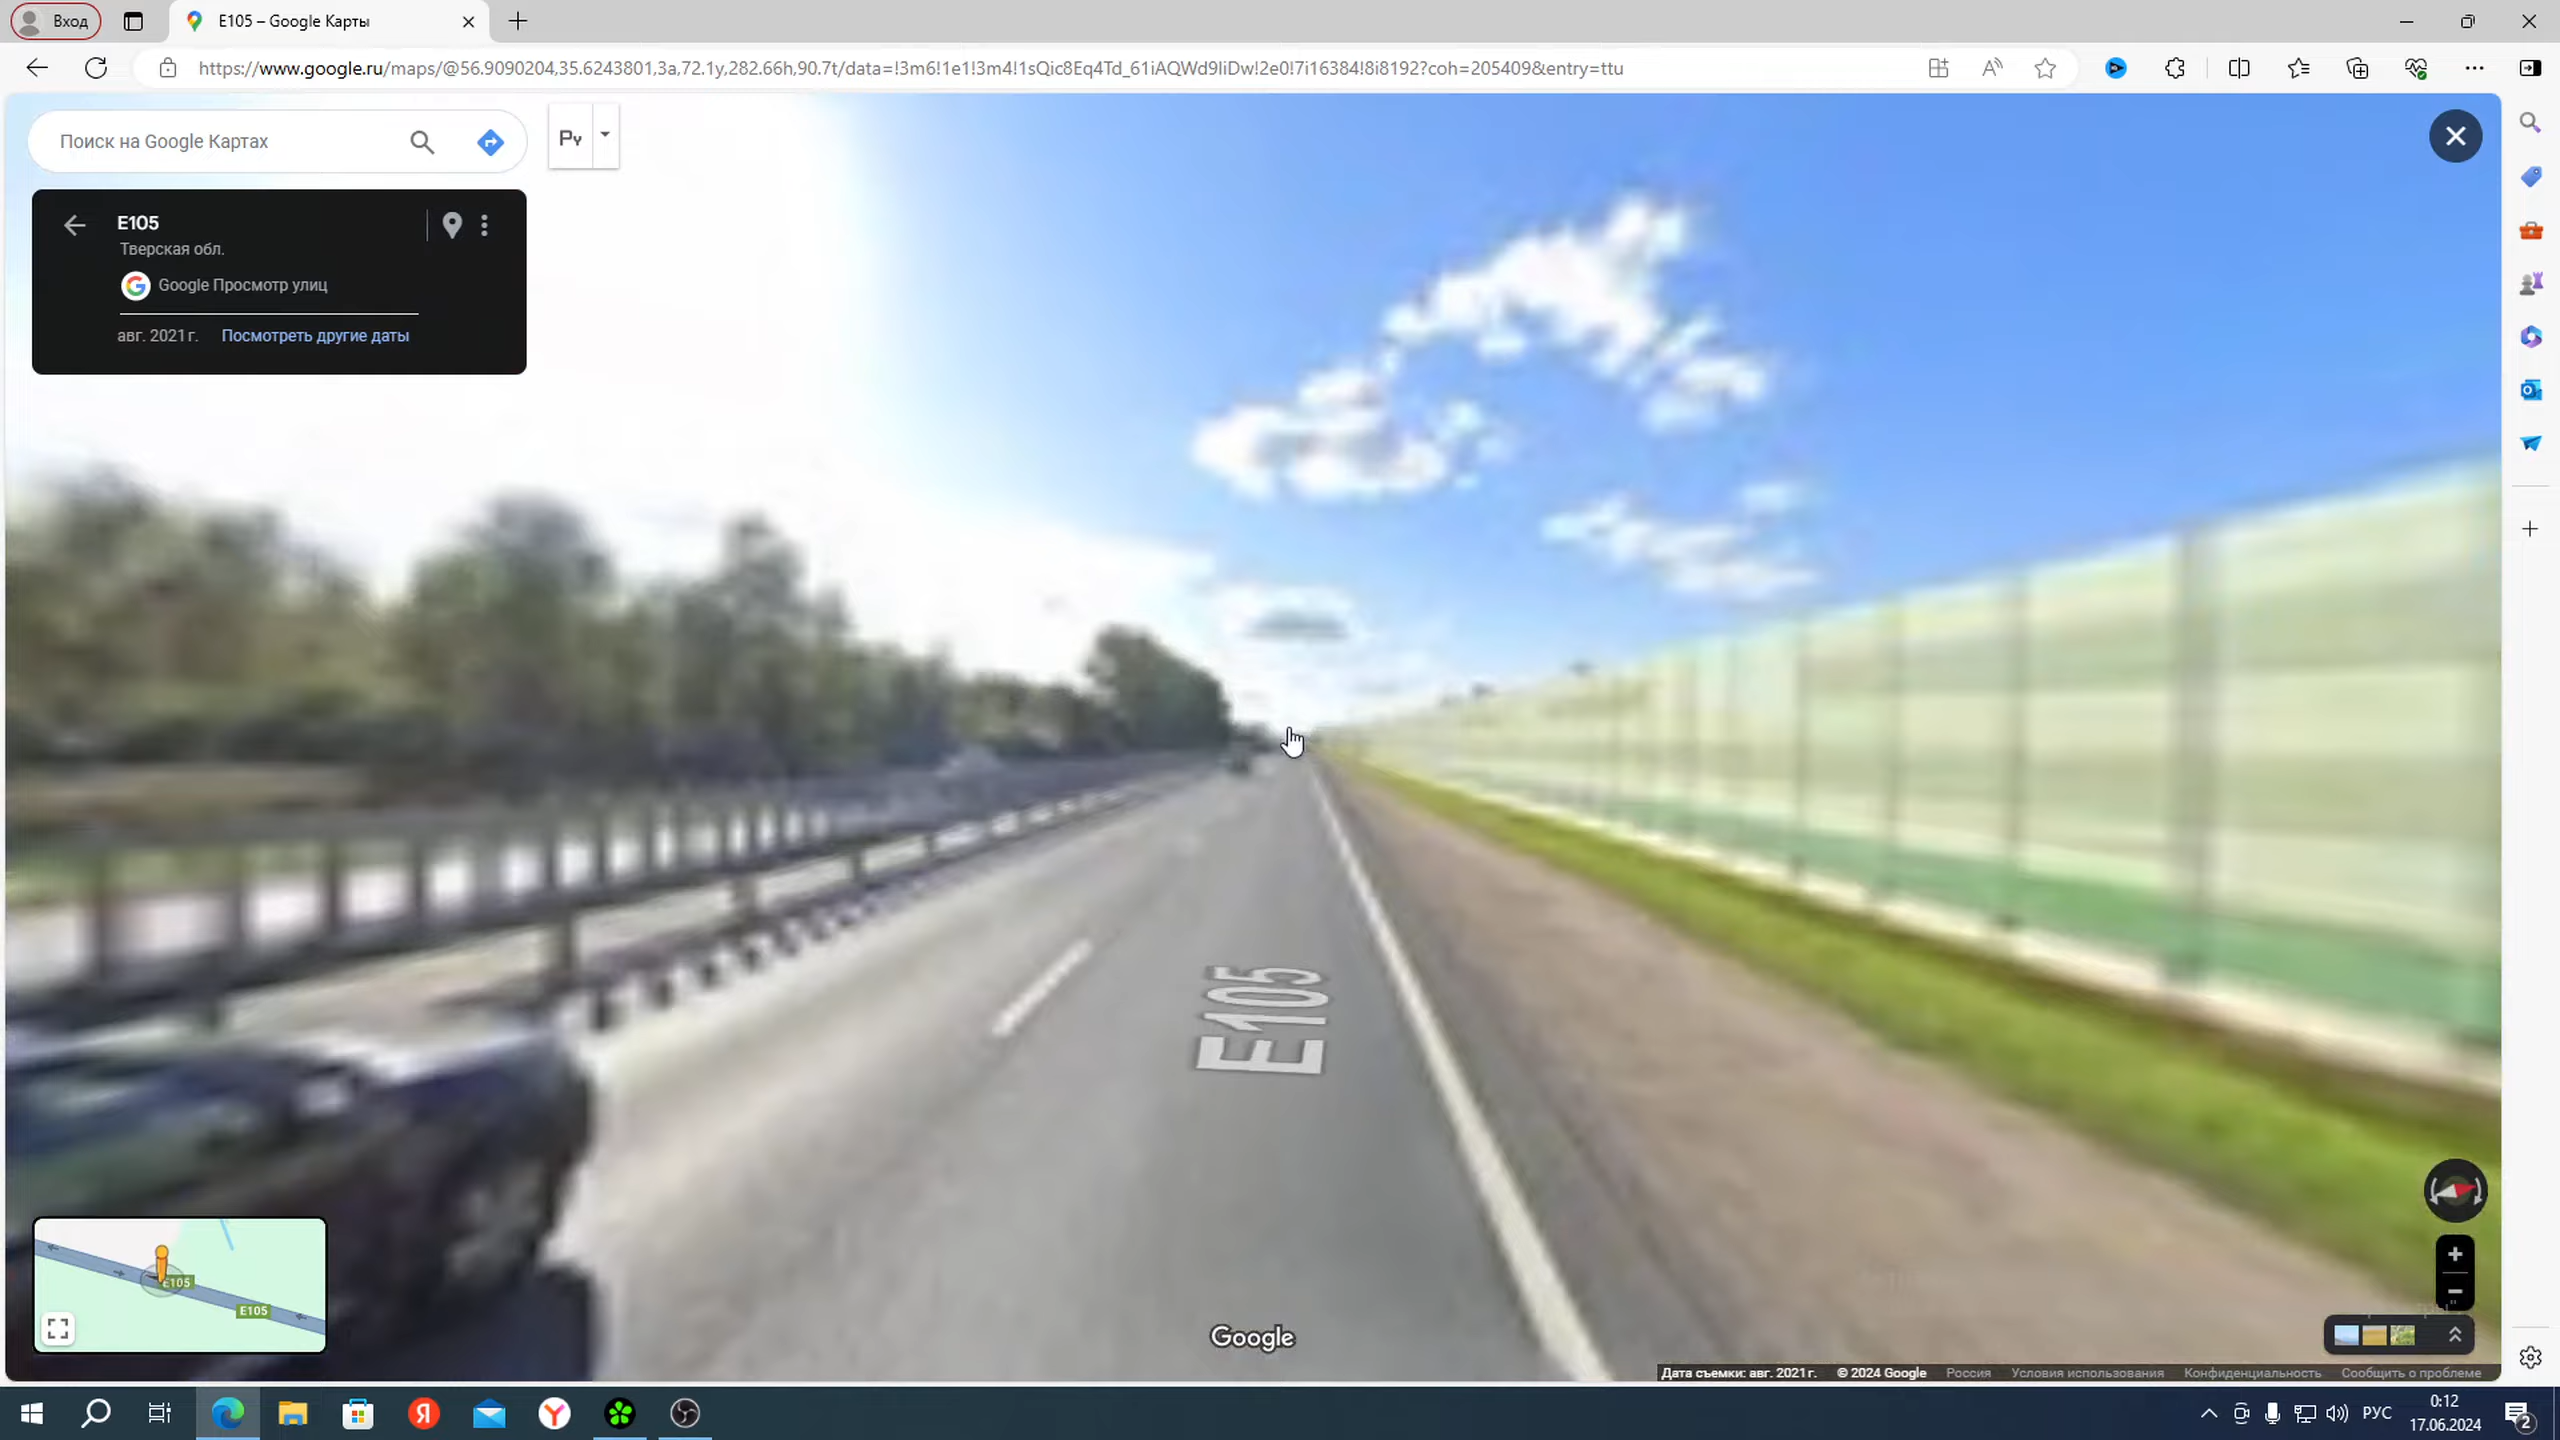 Вход
E105 – Google Карты
https://www.google.ru/maps/@56.9090204,35.6243801,3a,72.1y,282.66h,90.7t/data=!3m6!1e1!3m4!1sQic8Eq4Td_61iAQWd9IiDw!2e0!7i16384!8i8192?coh=205409&entry=ttu
Поиск на Google Картах
Ру
E105
Тверская обл.
Google Просмотр улиц
авг. 2021 г. Посмотреть другие даты
E105
E105
E105
Google
Дата съемки: авг. 2021 г. © 2024 Google Россия Условия использования Конфиденциальность Сообщить о проблеме
РУС
0:12
17.06.2024
2